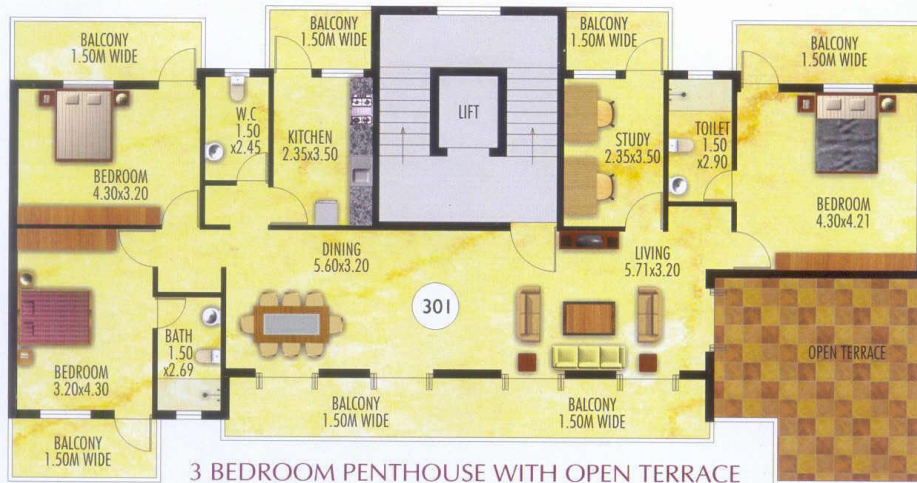 BALCONY
1.50M WIDE
BALCONY
1.50M WIDE
BALCONY
1.50M WIDE
BALCONY
1.50M WIDE
W.C
1.50
x2.45
KITCHEN
2.35x3.50
LIFT
STUDY
2.35x3.50
TOILET
1.50
x2.90
BEDROOM
4.30x3.20
BEDROOM
4.30x4.21
DINING
5.60x3.20
LIVING
5.71x3.20
301
BATH
1.50
x2.69
BEDROOM
3.20x4.30
OPEN TERRACE
BALCONY
1.50M WIDE
BALCONY
1.50M WIDE
BALCONY
1.50M WIDE
3 BEDROOM PENTHOUSE WITH OPEN TERRACE